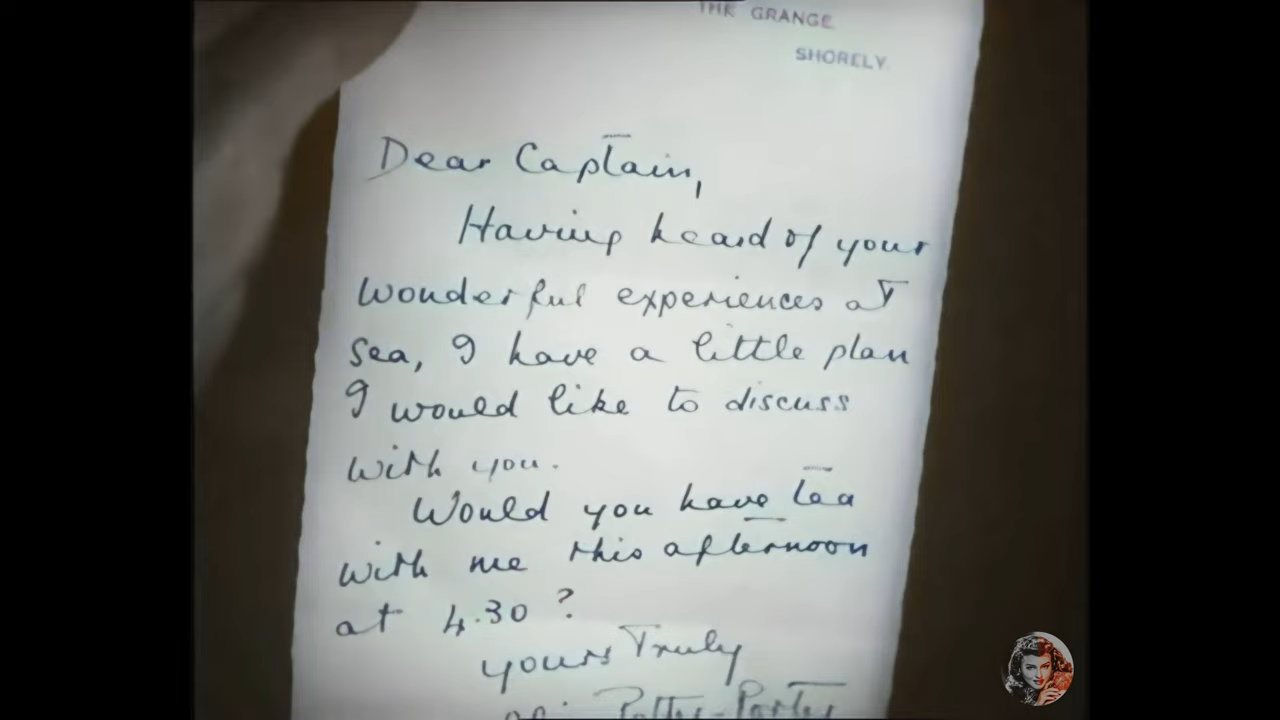 THE GRANGE
SHORELY.
Dear Captain,
Having heard of your
wonderful experiences at
sea, I have a little plan
I would like to discuss
with you.
Would you have tea
with me this afternoon
at 4.30 ?
yours Truly